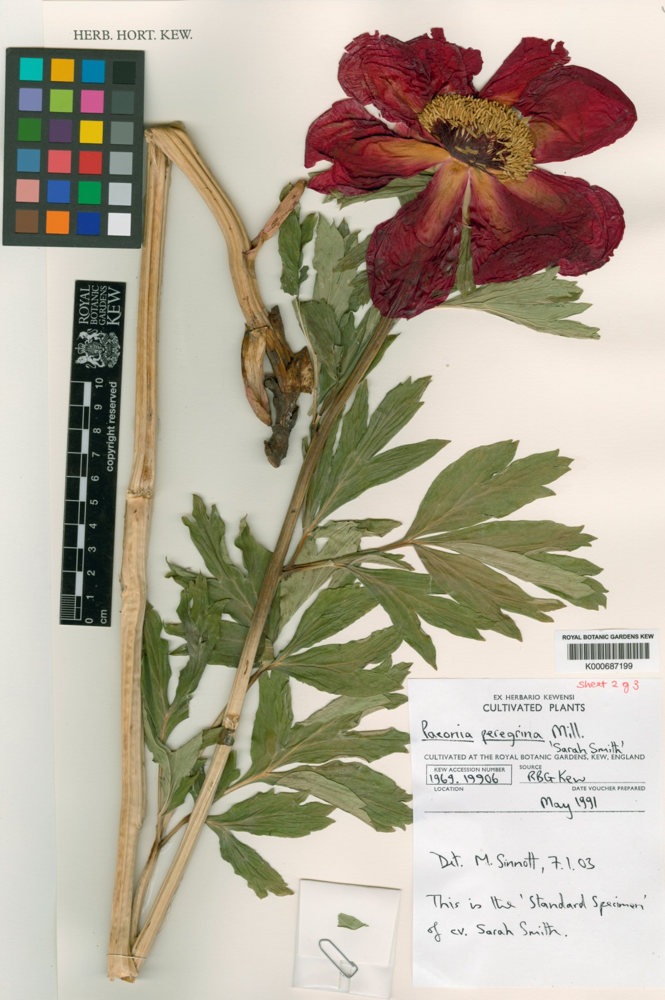 HERB. HORT. KEW.
ROYAL
BOTANIC
GARDENS
KEW
0 1 2 3 4 5 6 7 8 9 10
cm
copyright reserved
ROYAL BOTANIC GARDENS KEW
K000687199
Sheet 2 of 3
EX HERBARIO KEWENSI
CULTIVATED PLANTS
Paeonia peregrina Mill.
'Sarah Smith'
CULTIVATED AT THE ROYAL BOTANIC GARDENS, KEW, ENGLAND
KEW ACCESSION NUMBER SOURCE
1969. 19906 RBG Kew
LOCATION DATE VOUCHER PREPARED
May 1991
Det. M. Sinnott, 7.1.03
This is the 'Standard Specimen'
of cv. Sarah Smith.